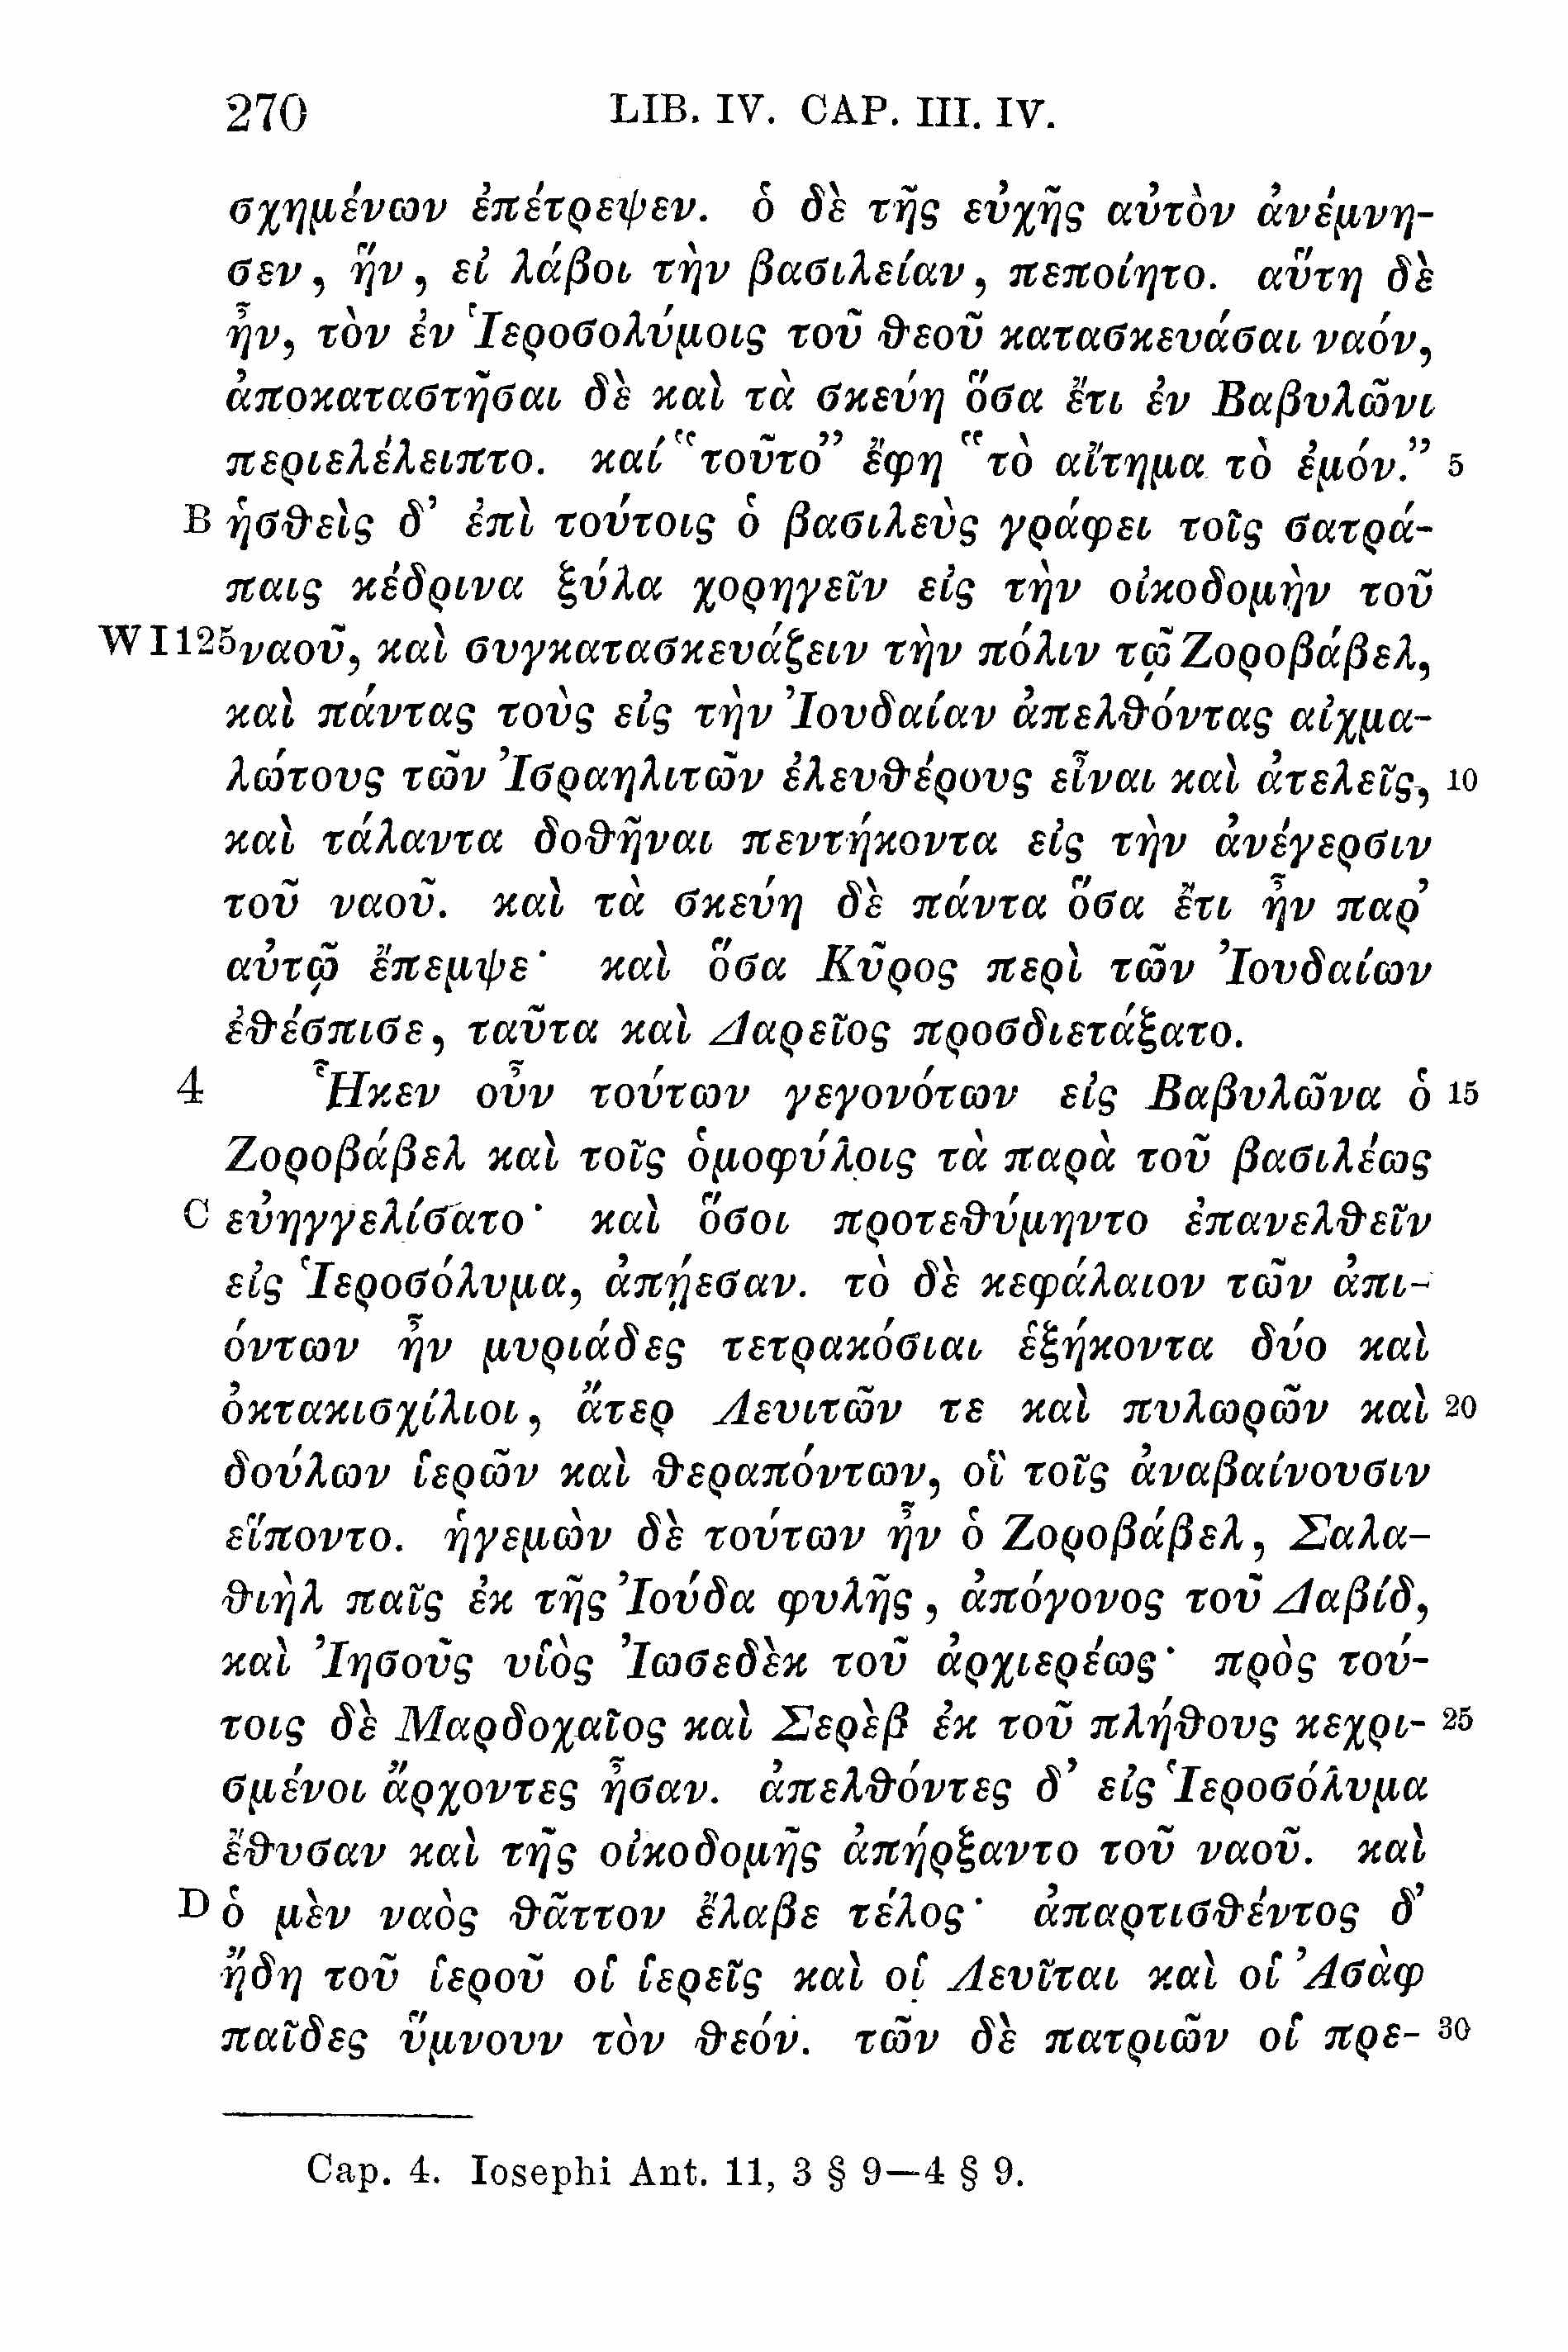 270 LIB. IV. CAP. III. IV.
σχημένων ἐπέτρεψεν. ὁ δὲ τῆς εὐχῆς αὐτὸν ἀνέμνη-
σεν, ἥν, εἰ λάβοι τὴν βασιλείαν, πεποίητο. αὕτη δὲ
ἦν, τὸν ἐν Ἱεροσολύμοις τοῦ θεοῦ κατασκευάσαι ναόν,
ἀποκαταστῆσαι δὲ καὶ τὰ σκεύη ὅσα ἔτι ἐν Βαβυλῶνι
περιελέλειπτο. καί “τοῦτο” ἔφη “τὸ αἴτημα τὸ ἐμόν.” 5
B ἡσθεὶς δ’ ἐπὶ τούτοις ὁ βασιλεὺς γράφει τοῖς σατρά-
παις κέδρινα ξύλα χορηγεῖν εἰς τὴν οἰκοδομὴν τοῦ
W I 125 ναοῦ, καὶ συγκατασκευάζειν τὴν πόλιν τῷ Ζοροβάβελ,
καὶ πάντας τοὺς εἰς τὴν Ἰουδαίαν ἀπελθόντας αἰχμα-
λώτους τῶν Ἰσραηλιτῶν ἐλευθέρους εἶναι καὶ ἀτελεῖς, 10
καὶ τάλαντα δοθῆναι πεντήκοντα εἰς τὴν ἀνέγερσιν
τοῦ ναοῦ. καὶ τὰ σκεύη δὲ πάντα ὅσα ἔτι ἦν παρ’
αὐτῷ ἔπεμψε· καὶ ὅσα Κῦρος περὶ τῶν Ἰουδαίων
ἐθέσπισε, ταῦτα καὶ Δαρεῖος προσδιετάξατο.
4 Ἧκεν οὖν τούτων γεγονότων εἰς Βαβυλῶνα ὁ 15
Ζοροβάβελ καὶ τοῖς ὁμοφύλοις τὰ παρὰ τοῦ βασιλέως
C εὐηγγελίσατο· καὶ ὅσοι προτεθύμηντο ἐπανελθεῖν
εἰς Ἱεροσόλυμα, ἀπῄεσαν. τὸ δὲ κεφάλαιον τῶν ἀπι-
όντων ἦν μυριάδες τετρακόσιαι ἑξήκοντα δύο καὶ
ὀκτακισχίλιοι, ἄτερ Λευιτῶν τε καὶ πυλωρῶν καὶ 20
δούλων ἱερῶν καὶ θεραπόντων, οἳ τοῖς ἀναβαίνουσιν
εἵποντο. ἡγεμὼν δὲ τούτων ἦν ὁ Ζοροβάβελ, Σαλα-
θιὴλ παῖς ἐκ τῆς Ἰούδα φυλῆς, ἀπόγονος τοῦ Δαβίδ,
καὶ Ἰησοῦς υἱὸς Ἰωσεδὲκ τοῦ ἀρχιερέως· πρὸς τού-
τοις δὲ Μαρδοχαῖος καὶ Σερὲβ ἐκ τοῦ πλήθους κεχρι- 25
σμένοι ἄρχοντες ἦσαν. ἀπελθόντες δ’ εἰς Ἱεροσόλυμα
ἔθυσαν καὶ τῆς οἰκοδομῆς ἀπήρξαντο τοῦ ναοῦ. καὶ
D ὁ μὲν ναὸς θᾶττον ἔλαβε τέλος· ἀπαρτισθέντος δ’
ἤδη τοῦ ἱεροῦ οἱ ἱερεῖς καὶ οἱ Λευῖται καὶ οἱ Ἀσὰφ
παῖδες ὕμνουν τὸν θεόν. τῶν δὲ πατριῶν οἱ πρε- 30
Cap. 4. Iosephi Ant. 11, 3 § 9—4 § 9.